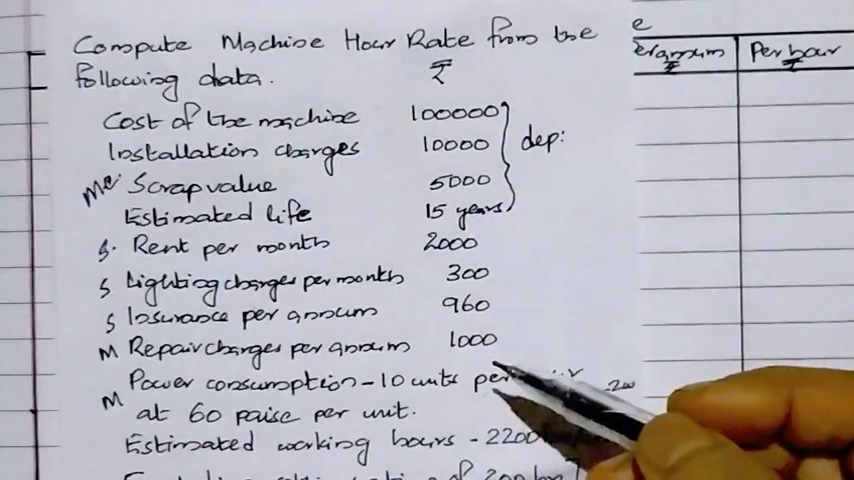 Compute Machine Hour Rate from the
following data. ₹
Cost of the machine 100000
Installation charges 10000
dep:
Me. Scrap value 5000
Estimated life 15 years
S. Rent per month 2000
S Lighting charges per month 300
S Insurance per annum 960
M Repair charges per annum 1000
M Power consumption - 10 units per
at 60 paise per unit.
Estimated working hours - 2200
of 200
e
per annum ₹
Per hour ₹
200